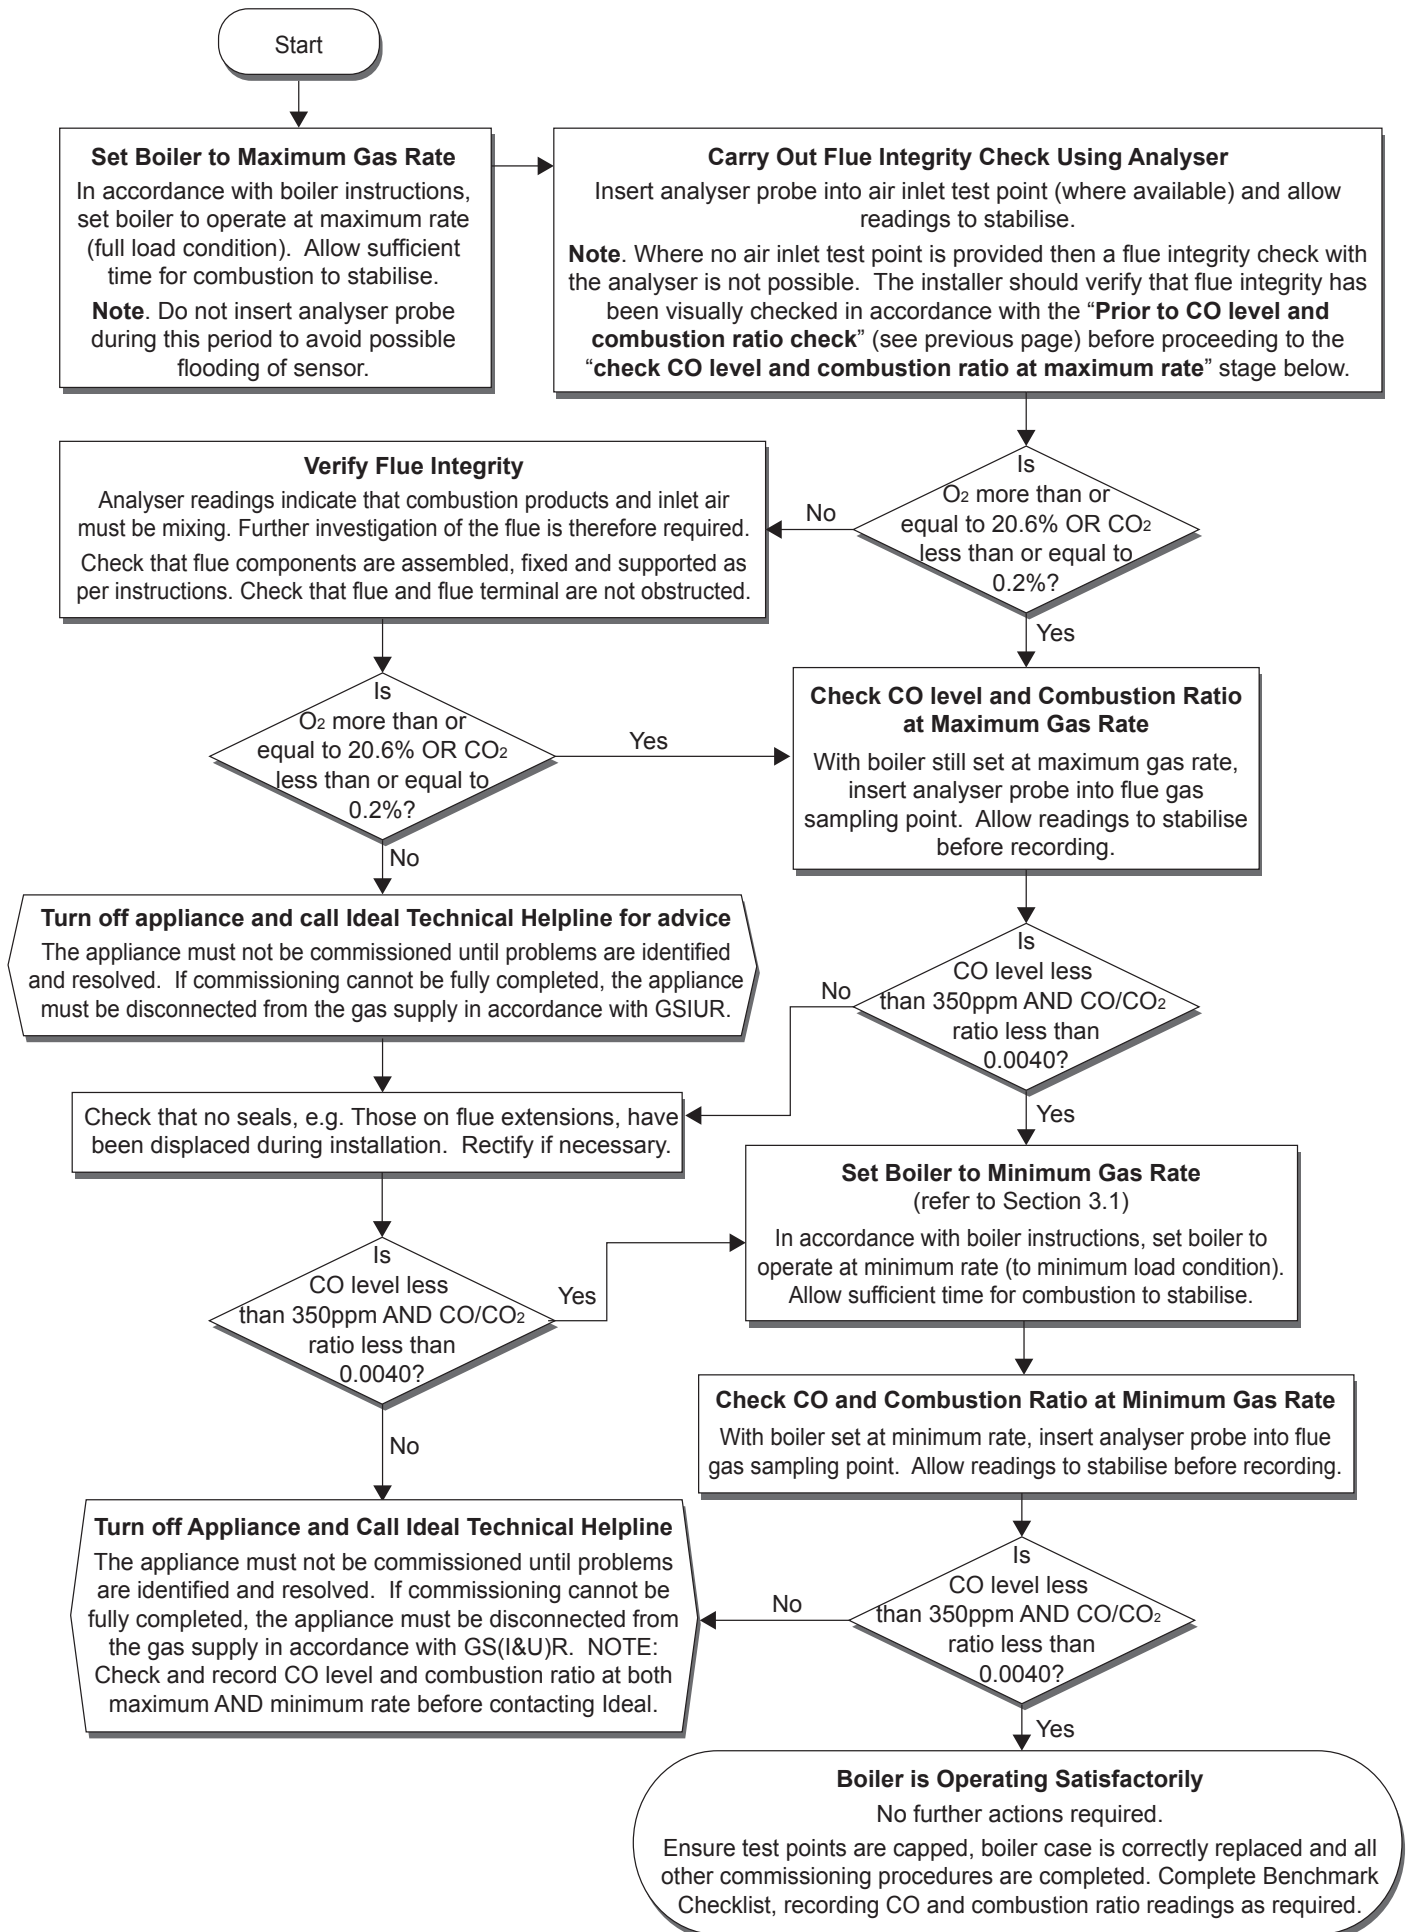 Start
Set Boiler to Maximum Gas Rate
In accordance with boiler instructions,
set boiler to operate at maximum rate
(full load condition). Allow sufficient
time for combustion to stabilise.
Note. Do not insert analyser probe
during this period to avoid possible
flooding of sensor.
Carry Out Flue Integrity Check Using Analyser
Insert analyser probe into air inlet test point (where available) and allow
readings to stabilise.
Note. Where no air inlet test point is provided then a flue integrity check with
the analyser is not possible. The installer should verify that flue integrity has
been visually checked in accordance with the “Prior to CO level and
combustion ratio check” (see previous page) before proceeding to the
“check CO level and combustion ratio at maximum rate” stage below.
Is
O2 more than or
equal to 20.6% OR CO2
less than or equal to
0.2%?
No
Yes
Verify Flue Integrity
Analyser readings indicate that combustion products and inlet air
must be mixing. Further investigation of the flue is therefore required.
Check that flue components are assembled, fixed and supported as
per instructions. Check that flue and flue terminal are not obstructed.
Is
O2 more than or
equal to 20.6% OR CO2
less than or equal to
0.2%?
Yes
No
Check CO level and Combustion Ratio
at Maximum Gas Rate
With boiler still set at maximum gas rate,
insert analyser probe into flue gas
sampling point. Allow readings to stabilise
before recording.
Turn off appliance and call Ideal Technical Helpline for advice
The appliance must not be commissioned until problems are identified
and resolved. If commissioning cannot be fully completed, the appliance
must be disconnected from the gas supply in accordance with GSIUR.
Is
CO level less
than 350ppm AND CO/CO2
ratio less than
0.0040?
No
Yes
Check that no seals, e.g. Those on flue extensions, have
been displaced during installation. Rectify if necessary.
Set Boiler to Minimum Gas Rate
(refer to Section 3.1)
In accordance with boiler instructions, set boiler to
operate at minimum rate (to minimum load condition).
Allow sufficient time for combustion to stabilise.
Is
CO level less
than 350ppm AND CO/CO2
ratio less than
0.0040?
Yes
No
Check CO and Combustion Ratio at Minimum Gas Rate
With boiler set at minimum rate, insert analyser probe into flue
gas sampling point. Allow readings to stabilise before recording.
Turn off Appliance and Call Ideal Technical Helpline
The appliance must not be commissioned until problems
are identified and resolved. If commissioning cannot be
fully completed, the appliance must be disconnected from
the gas supply in accordance with GS(I&U)R. NOTE:
Check and record CO level and combustion ratio at both
maximum AND minimum rate before contacting Ideal.
Is
CO level less
than 350ppm AND CO/CO2
ratio less than
0.0040?
No
Yes
Boiler is Operating Satisfactorily
No further actions required.
Ensure test points are capped, boiler case is correctly replaced and all
other commissioning procedures are completed. Complete Benchmark
Checklist, recording CO and combustion ratio readings as required.